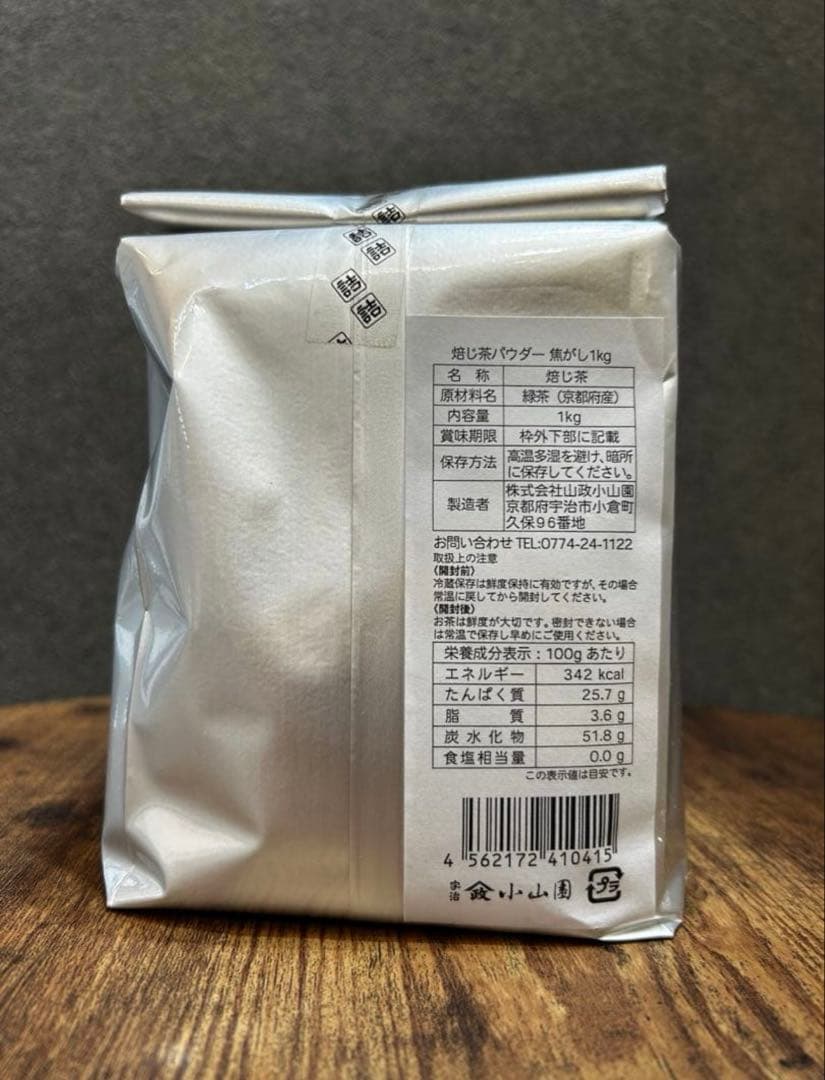 詰
詰 詰
詰 詰
焙じ茶パウダー 焦がし1kg
名 称 焙じ茶
原材料名 緑茶（京都府産）
内容量 1kg
賞味期限 枠外下部に記載
保存方法 高温多湿を避け、暗所
に保存してください。
製造者 株式会社山政小山園
京都府宇治市小倉町
久保96番地
お問い合わせ TEL:0774-24-1122
取扱上の注意
〈開封前〉
冷蔵保存は鮮度保持に有効ですが、その場合
常温に戻してから開封してください。
〈開封後〉
お茶は鮮度が大切です。密封できない場合
は常温で保存し早めにご使用ください。
栄養成分表示：100gあたり
エネルギー 342 kcal
たんぱく質 25.7 g
脂 質 3.6 g
炭水化物 51.8 g
食塩相当量 0.0 g
この表示値は目安です。
4 562172 410415
宇治 政 小山園 プラ